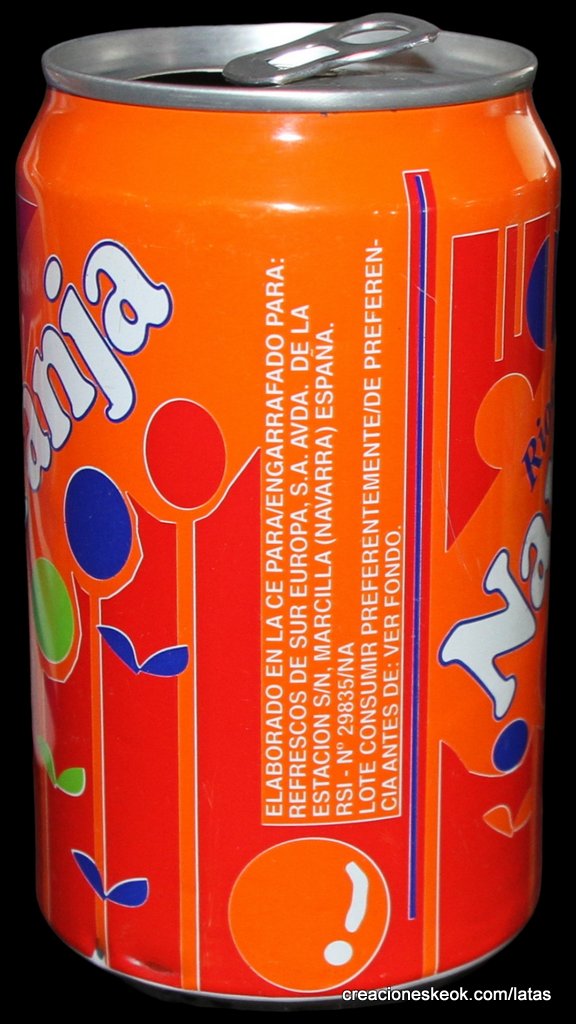 anja
ELABORADO EN LA CE PARA/ENGARRAFADO PARA:
REFRESCOS DE SUR EUROPA, S.A. AVDA. DE LA
ESTACION S/N, MARCILLA (NAVARRA) ESPAÑA.
RSI - Nº 29835/NA
LOTE CONSUMIR PREFERENTEMENTE/DE PREFEREN-
CIA ANTES DE: VER FONDO.
Na
creacioneskeok.com/latas